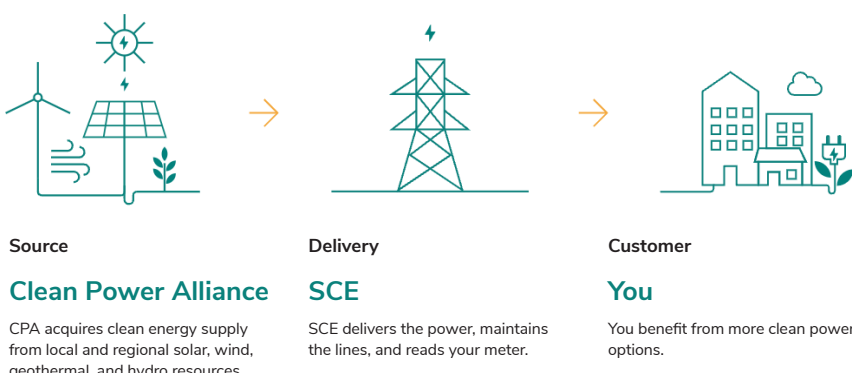 Source
Clean Power Alliance
CPA acquires clean energy supply
from local and regional solar, wind,
geothermal, and hydro resources
Delivery
SCE
SCE delivers the power, maintains
the lines, and reads your meter.
Customer
You
You benefit from more clean power
options.